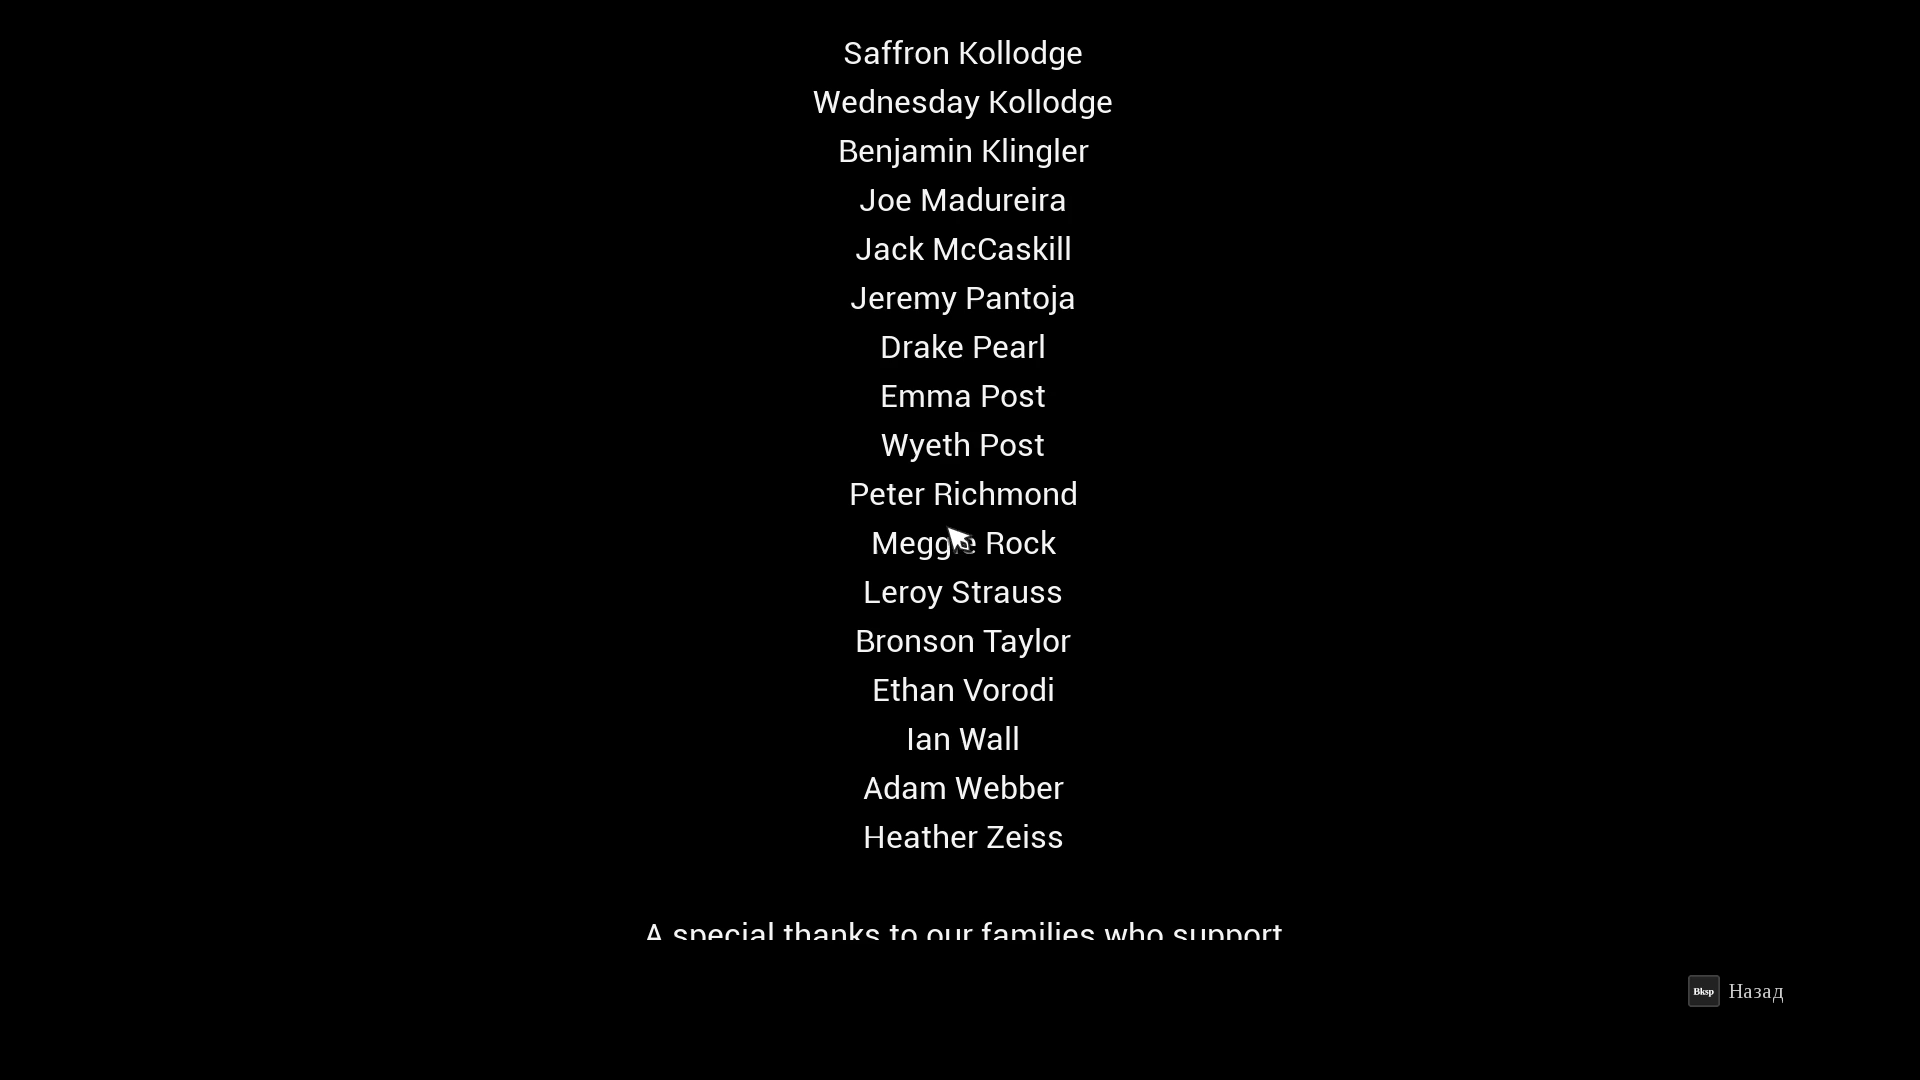 Saffron Kollodge
Wednesday Kollodge
Benjamin Klingler
Joe Madureira
Jack McCaskill
Jeremy Pantoja
Drake Pearl
Emma Post
Wyeth Post
Peter Richmond
Rock
Leroy Strauss
Bronson Taylor
Ethan Vorodi
Ian Wall
Adam Webber
Heather Zeiss
A special thanks to our families who support
Bksp Назад